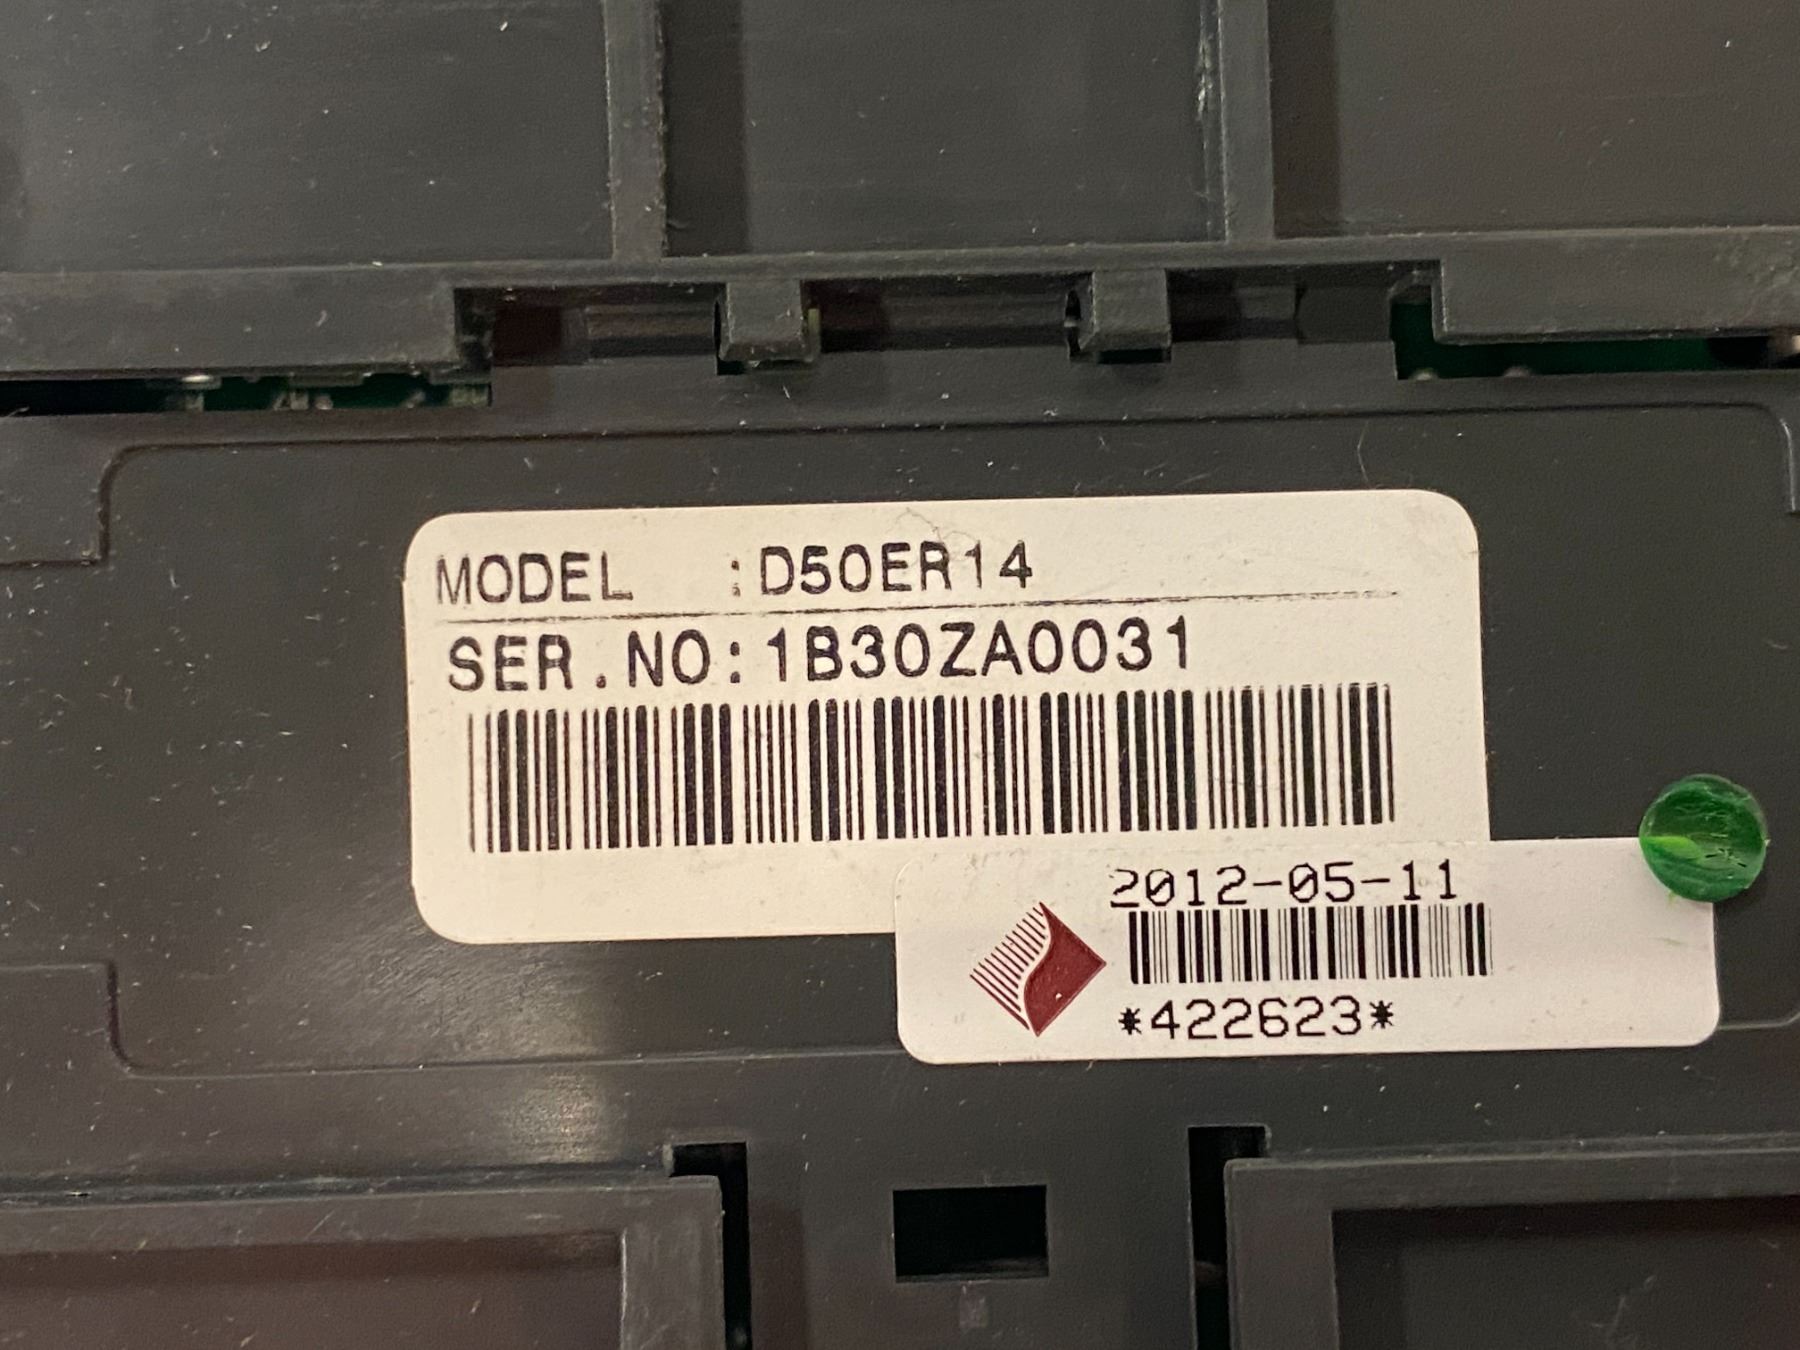 MODEL :D50ER14
SER.NO:1B30ZA0031
2012-05-11
*422623*